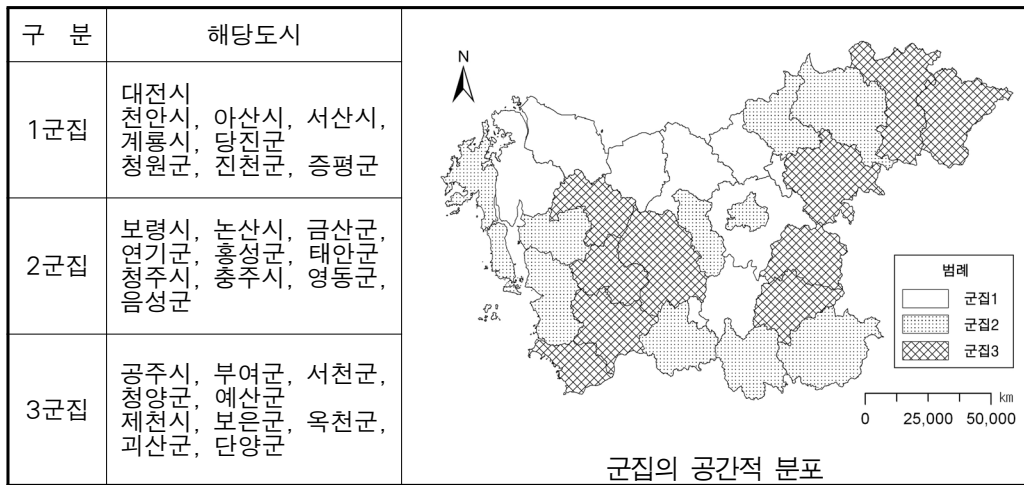 구 분
해당도시
1군집
대전시
천안시, 아산시, 서산시,
계룡시, 당진군
청원군, 진천군, 증평군
2군집
보령시, 논산시, 금산군,
연기군, 홍성군, 태안군
청주시, 충주시, 영동군,
음성군
3군집
공주시, 부여군, 서천군,
청양군, 예산군
제천시, 보은군, 옥천군,
괴산군, 단양군
N
범례
군집1
군집2
군집3
km
0 25,000 50,000
군집의 공간적 분포